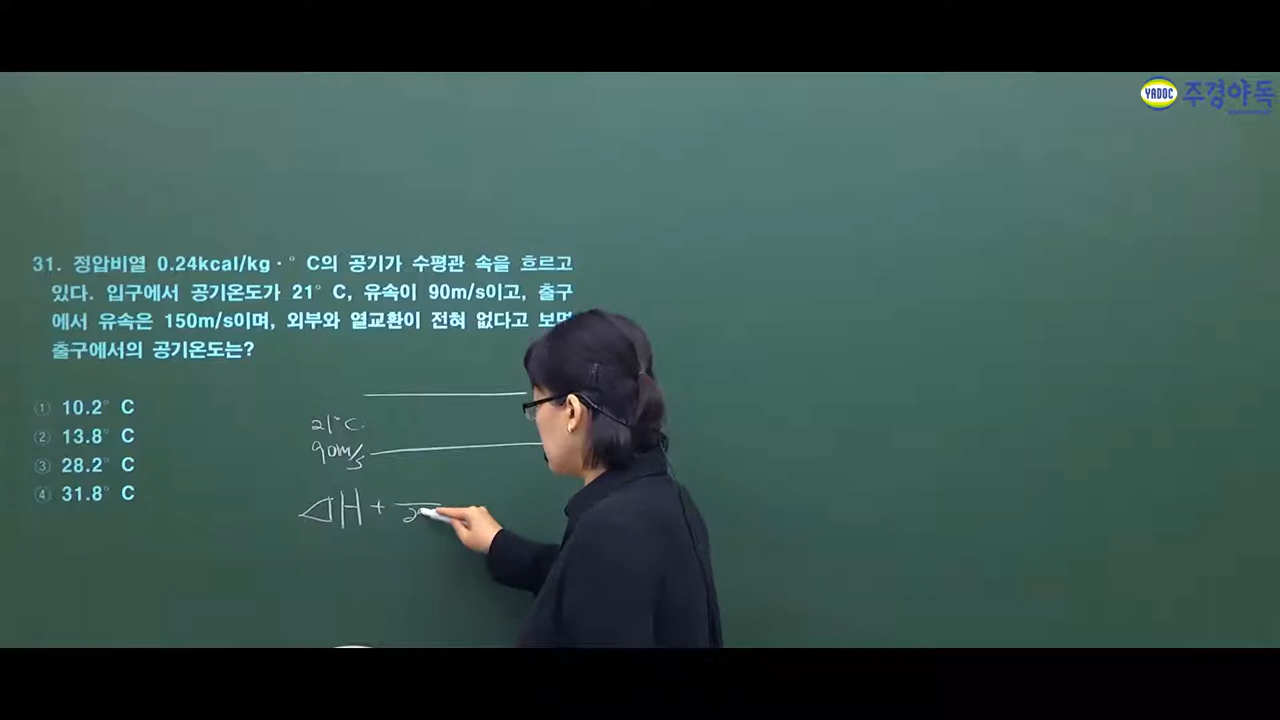 YADOC 주경야독
31. 정압비열 0.24kcal/kg·° C의 공기가 수평관 속을 흐르고
있다. 입구에서 공기온도가 21° C, 유속이 90m/s이고, 출구
에서 유속은 150m/s이며, 외부와 열교환이 전혀 없다고 보면
출구에서의 공기온도는?
① 10.2° C
② 13.8° C
③ 28.2° C
④ 31.8° C
21°C.
90m/s
△H +